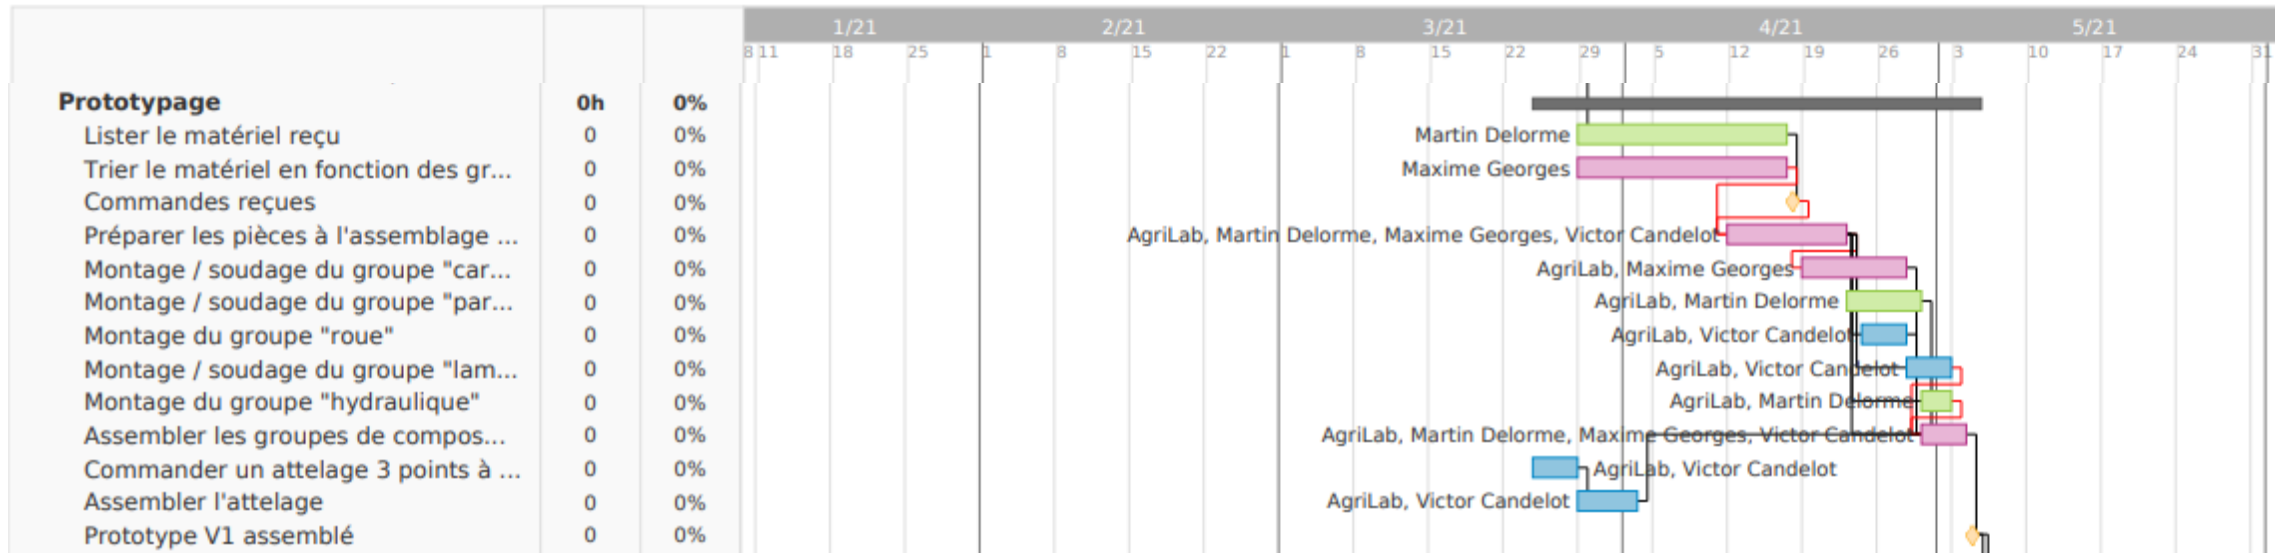 1/21 2/21 3/21 4/21 5/21
8 11 18 25 1 8 15 22 1 8 15 22 29 5 12 19 26 3 10 17 24 31
Prototypage 0h 0%
Lister le matériel reçu 0 0% Martin Delorme
Trier le matériel en fonction des gr... 0 0% Maxime Georges
Commandes reçues 0 0%
Préparer les pièces à l'assemblage ... 0 0% AgriLab, Martin Delorme, Maxime Georges, Victor Candelot
Montage / soudage du groupe "car... 0 0% AgriLab, Maxime Georges
Montage / soudage du groupe "par... 0 0% AgriLab, Martin Delorme
Montage du groupe "roue" 0 0% AgriLab, Victor Candelot
Montage / soudage du groupe "lam... 0 0% AgriLab, Victor Candelot
Montage du groupe "hydraulique" 0 0% AgriLab, Martin Delorme
Assembler les groupes de compos... 0 0% AgriLab, Martin Delorme, Maxime Georges, Victor Candelot
Commander un attelage 3 points à ... 0 0% AgriLab, Victor Candelot
Assembler l'attelage 0 0% AgriLab, Victor Candelot
Prototype V1 assemblé 0 0%